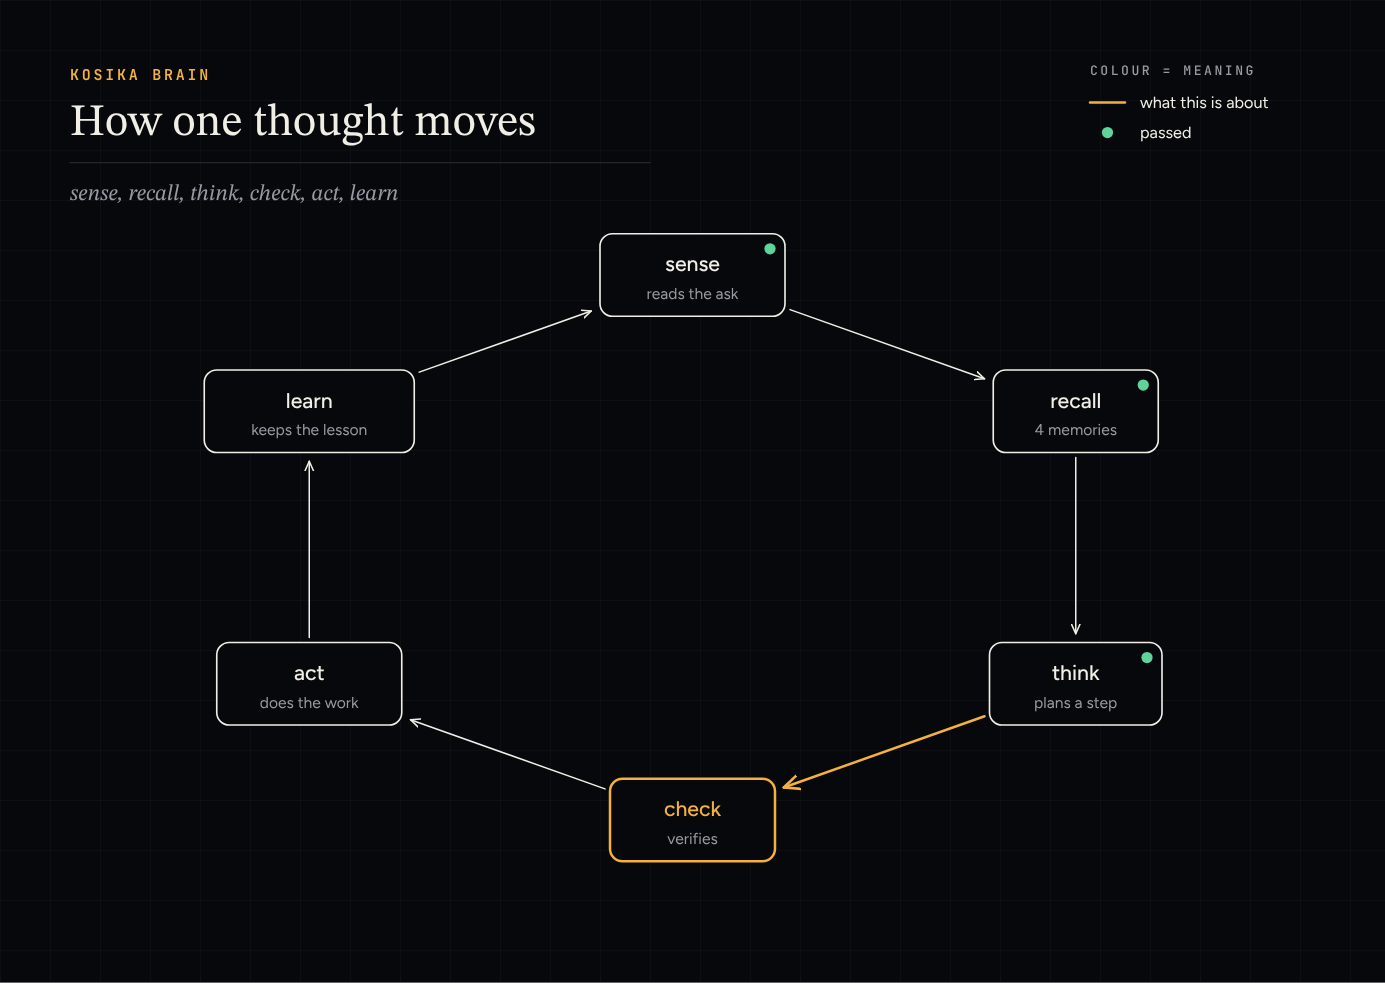 KOSIKA BRAIN
How one thought moves
sense, recall, think, check, act, learn
COLOUR = MEANING
what this is about
passed
sense
reads the ask
learn
keeps the lesson
recall
4 memories
act
does the work
think
plans a step
check
verifies